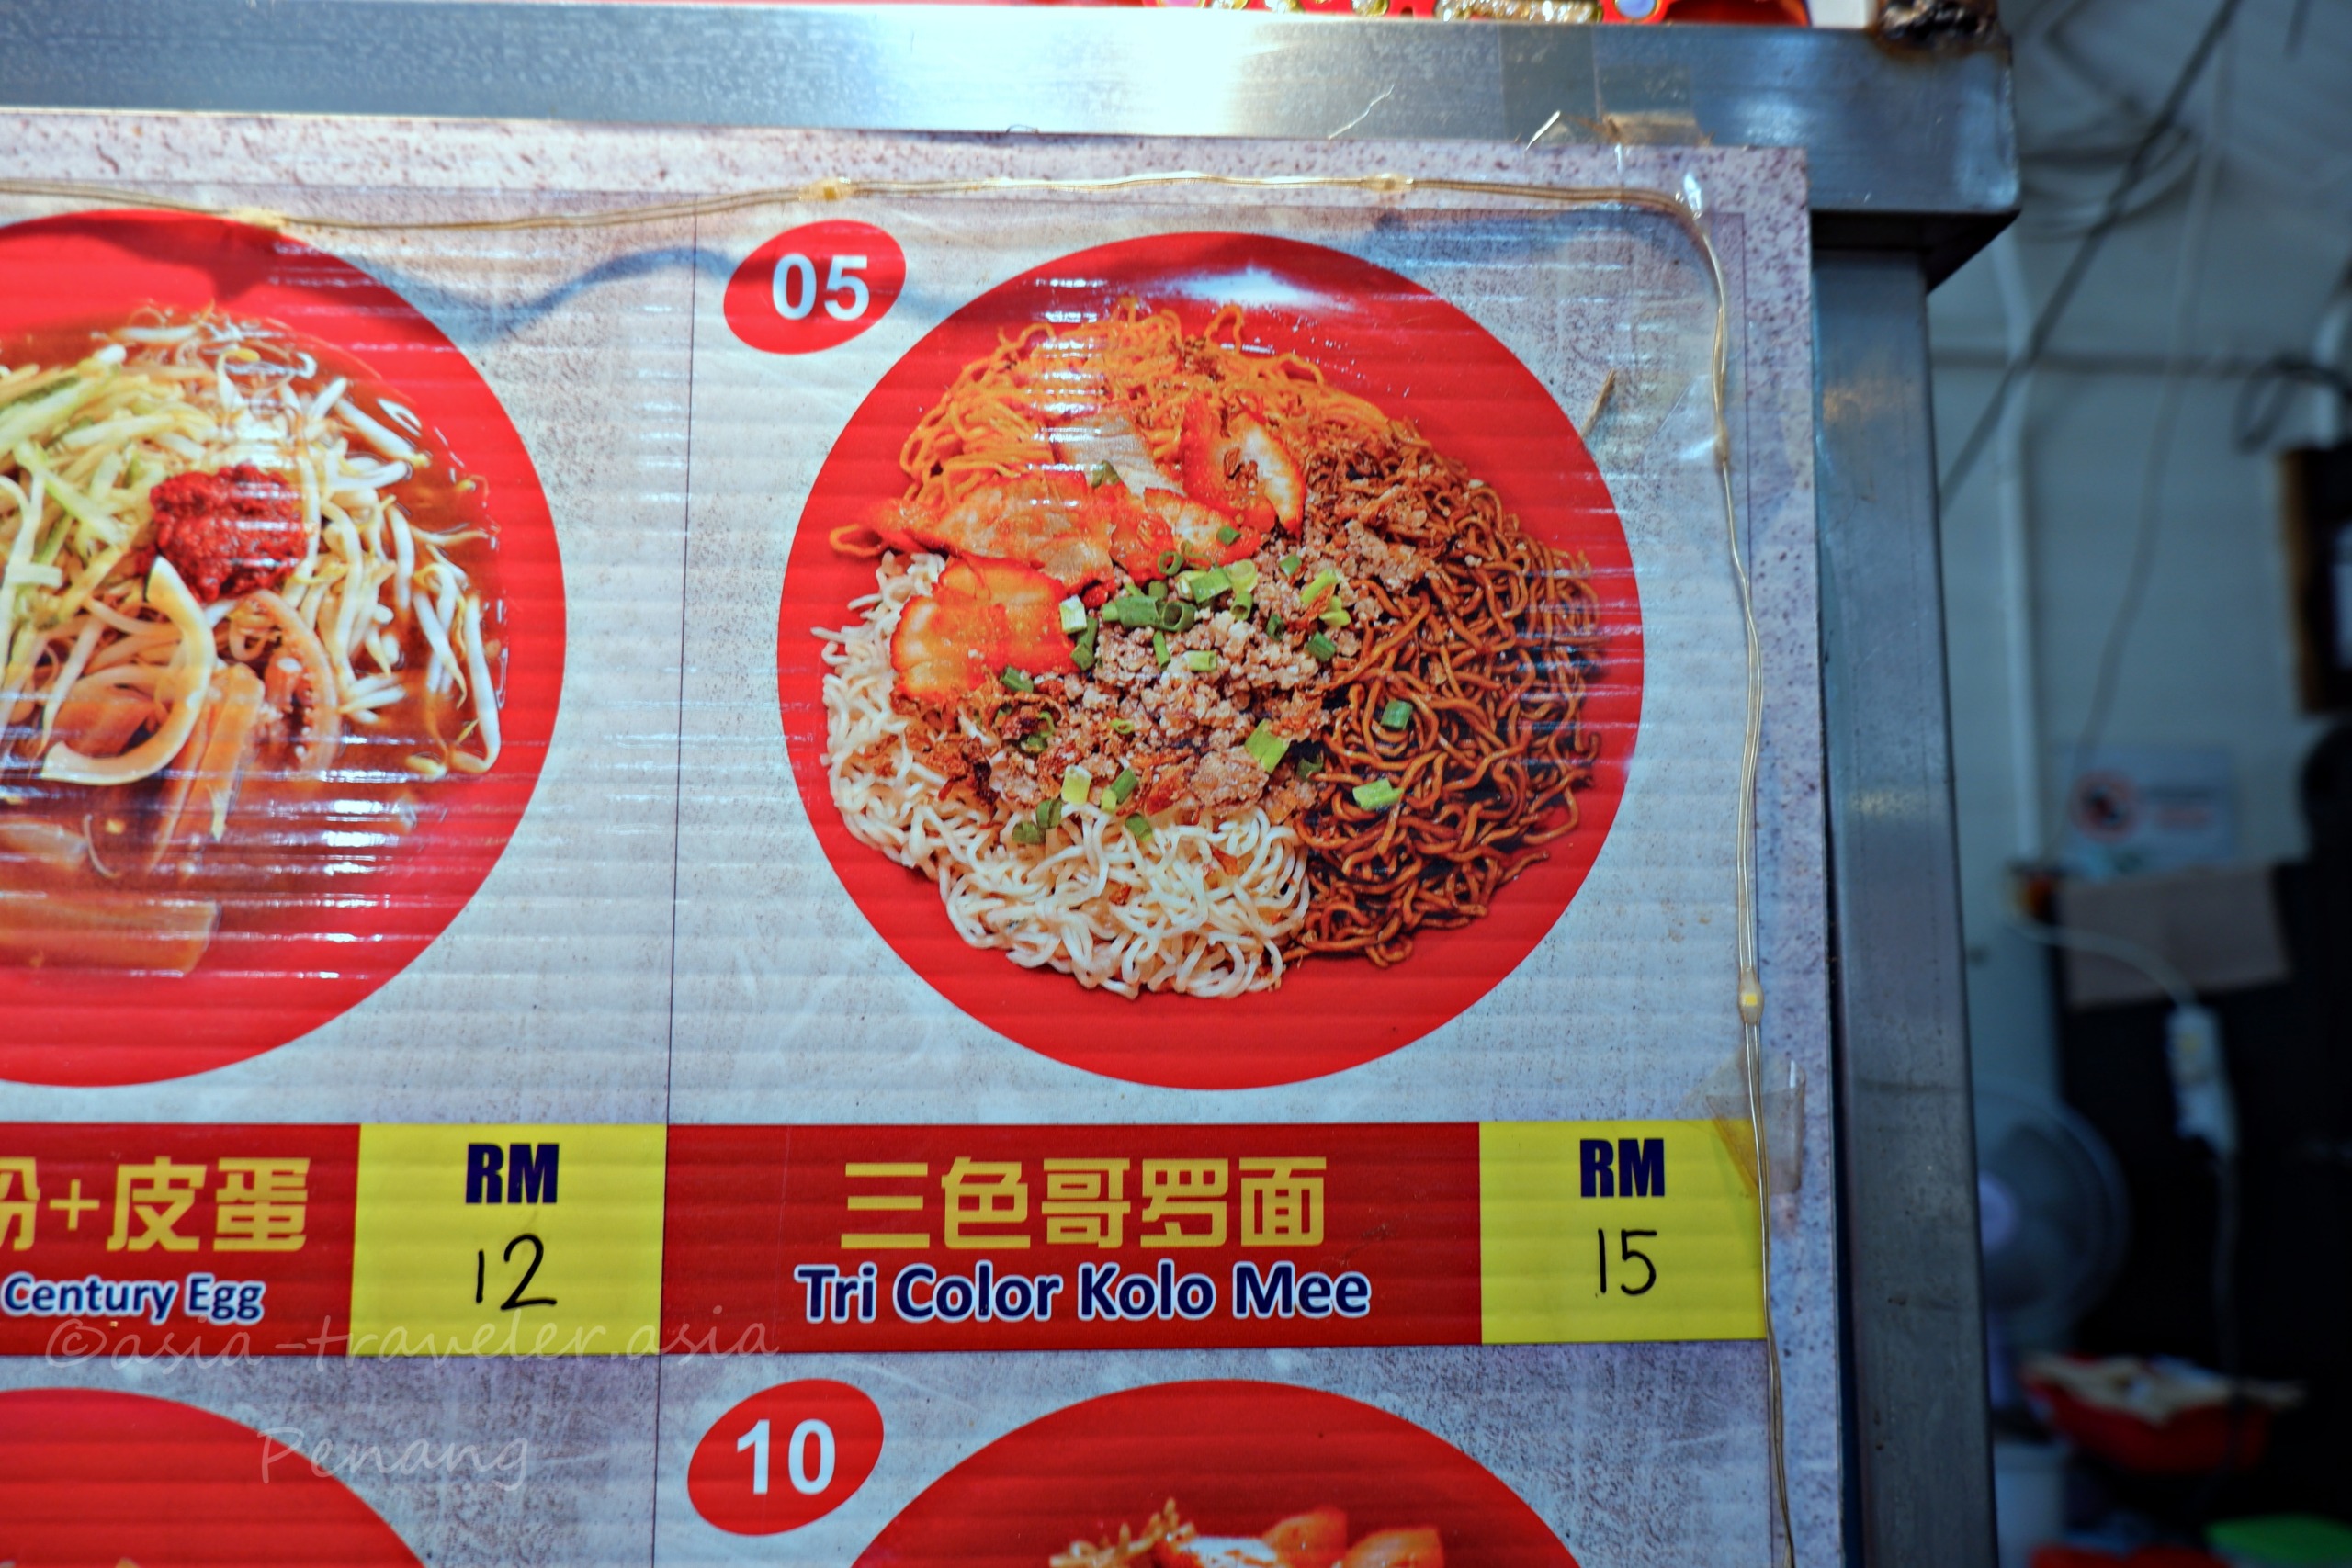 05
粉+皮蛋
Century Egg
RM
12
三色哥罗面
Tri Color Kolo Mee
RM
15
©asia-traveler.asia
Penang
10